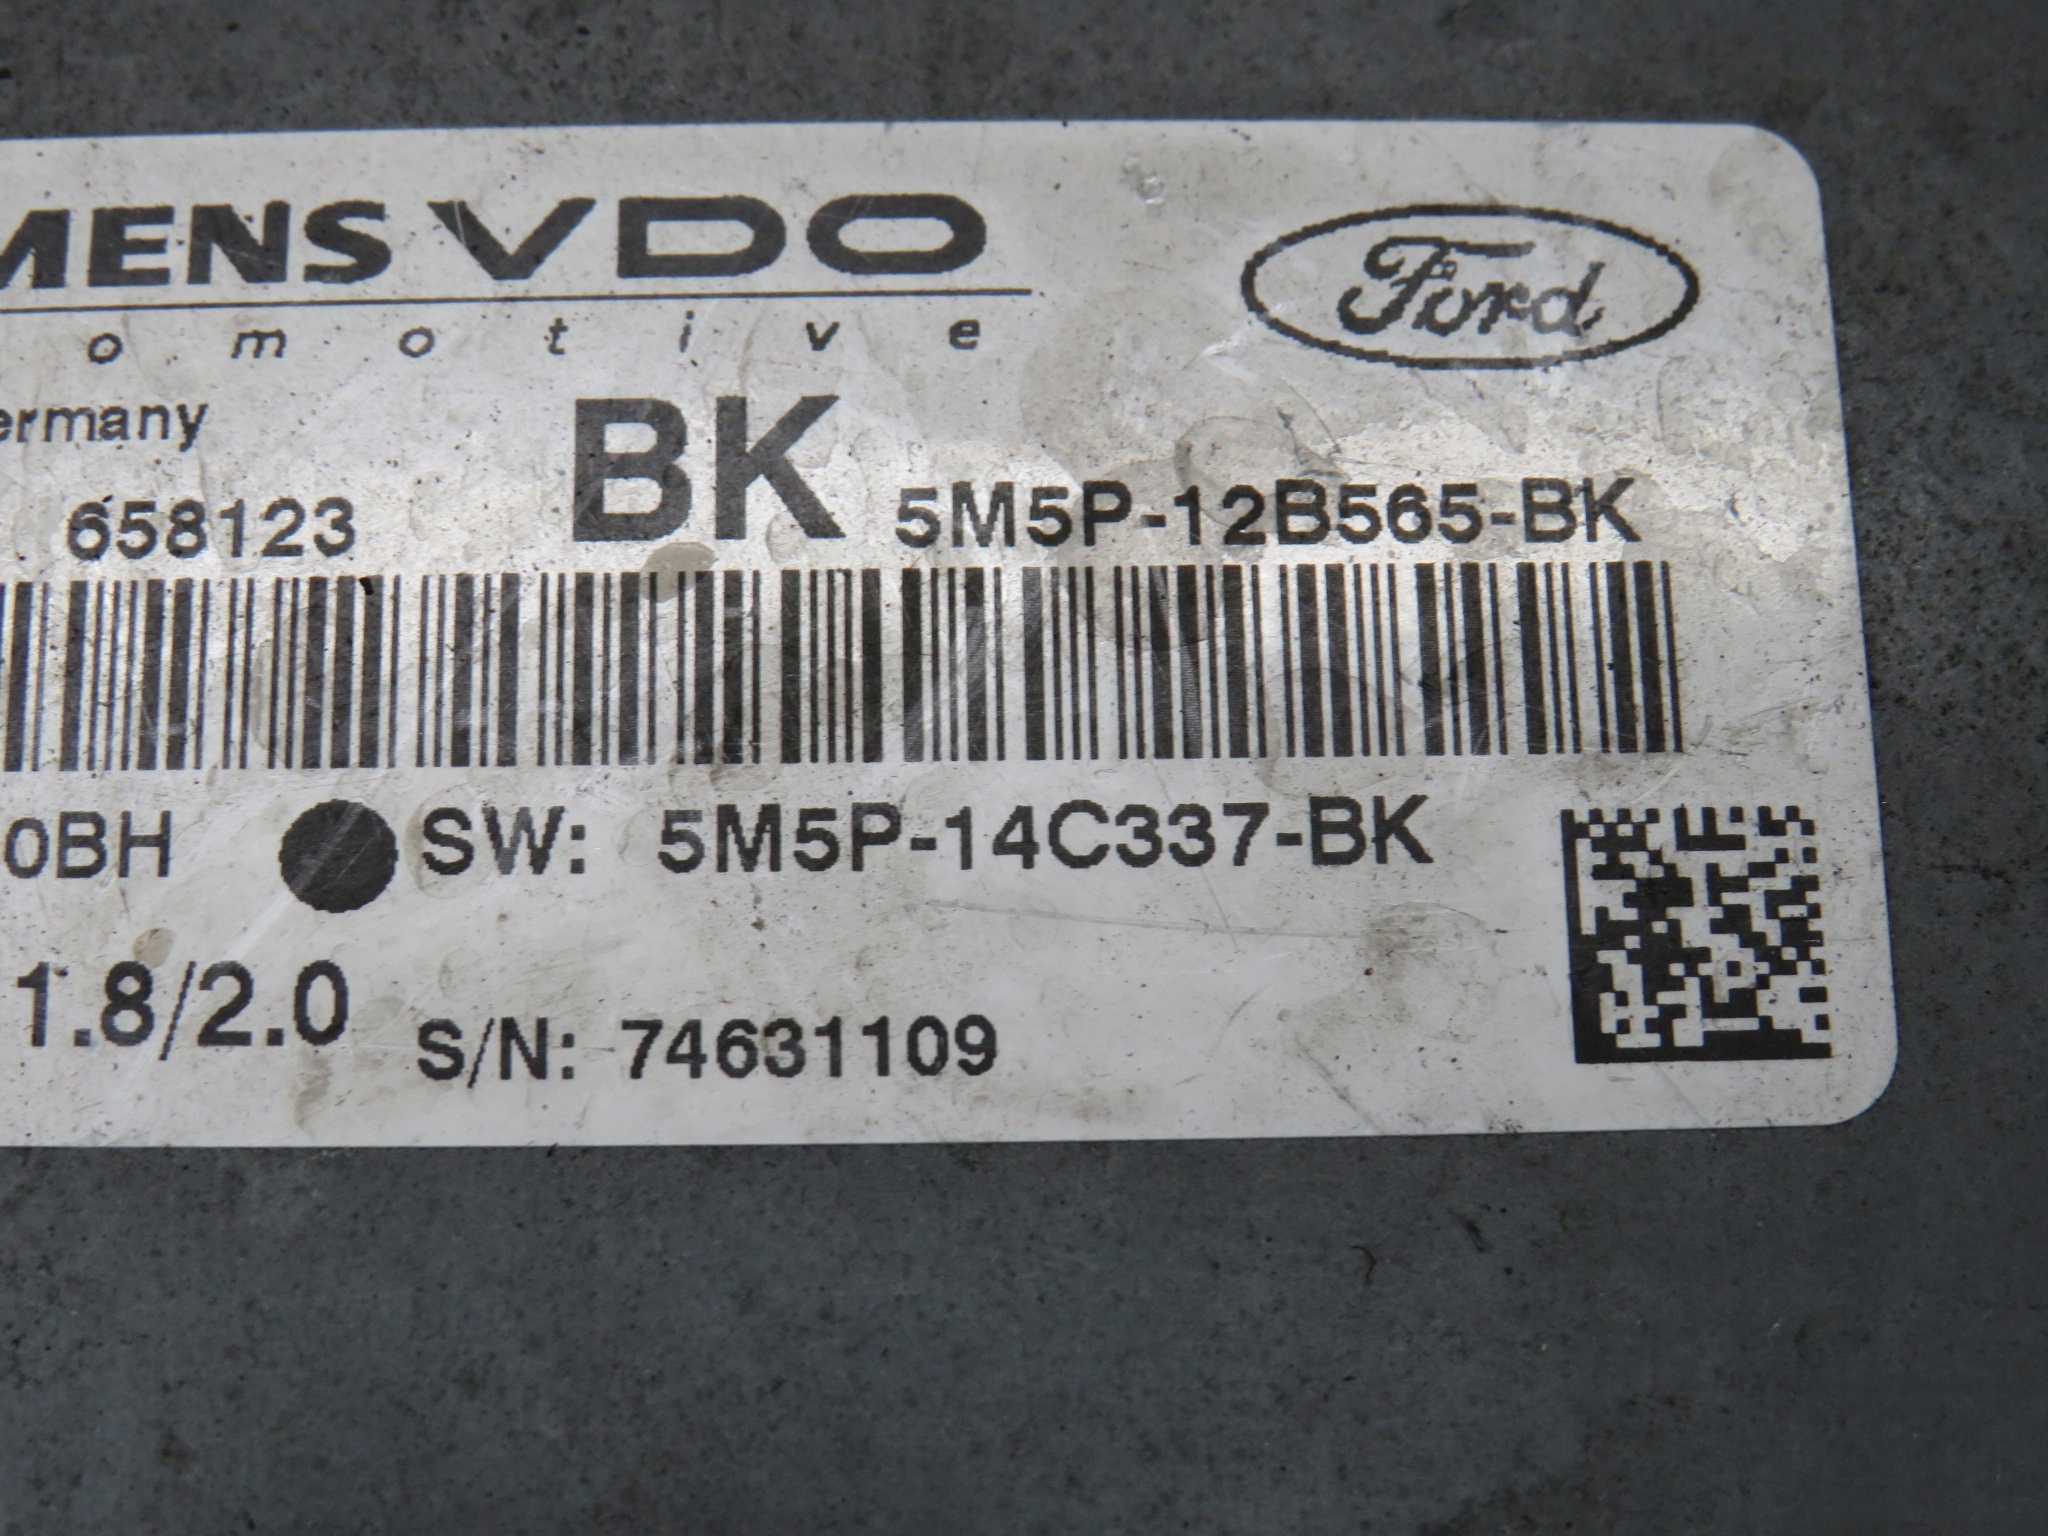 MENS VDO
omotive
Ford
ermany
658123 BK 5M5P-12B565-BK
0BH SW: 5M5P-14C337-BK
1.8/2.0 S/N: 74631109